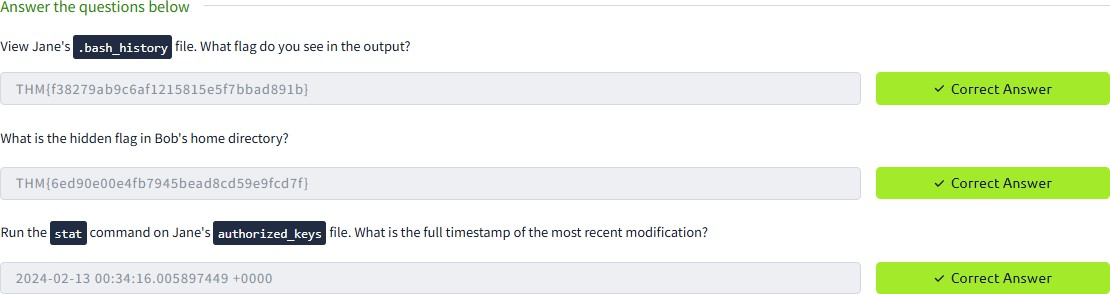 Answer the questions below
View Jane's .bash_history file. What flag do you see in the output?
THM{f38279ab9c6af1215815e5f7bbad891b}
✓ Correct Answer
What is the hidden flag in Bob's home directory?
THM{6ed90e00e4fb7945bead8cd59e9fcd7f}
✓ Correct Answer
Run the stat command on Jane's authorized_keys file. What is the full timestamp of the most recent modification?
2024-02-13 00:34:16.005897449 +0000
✓ Correct Answer